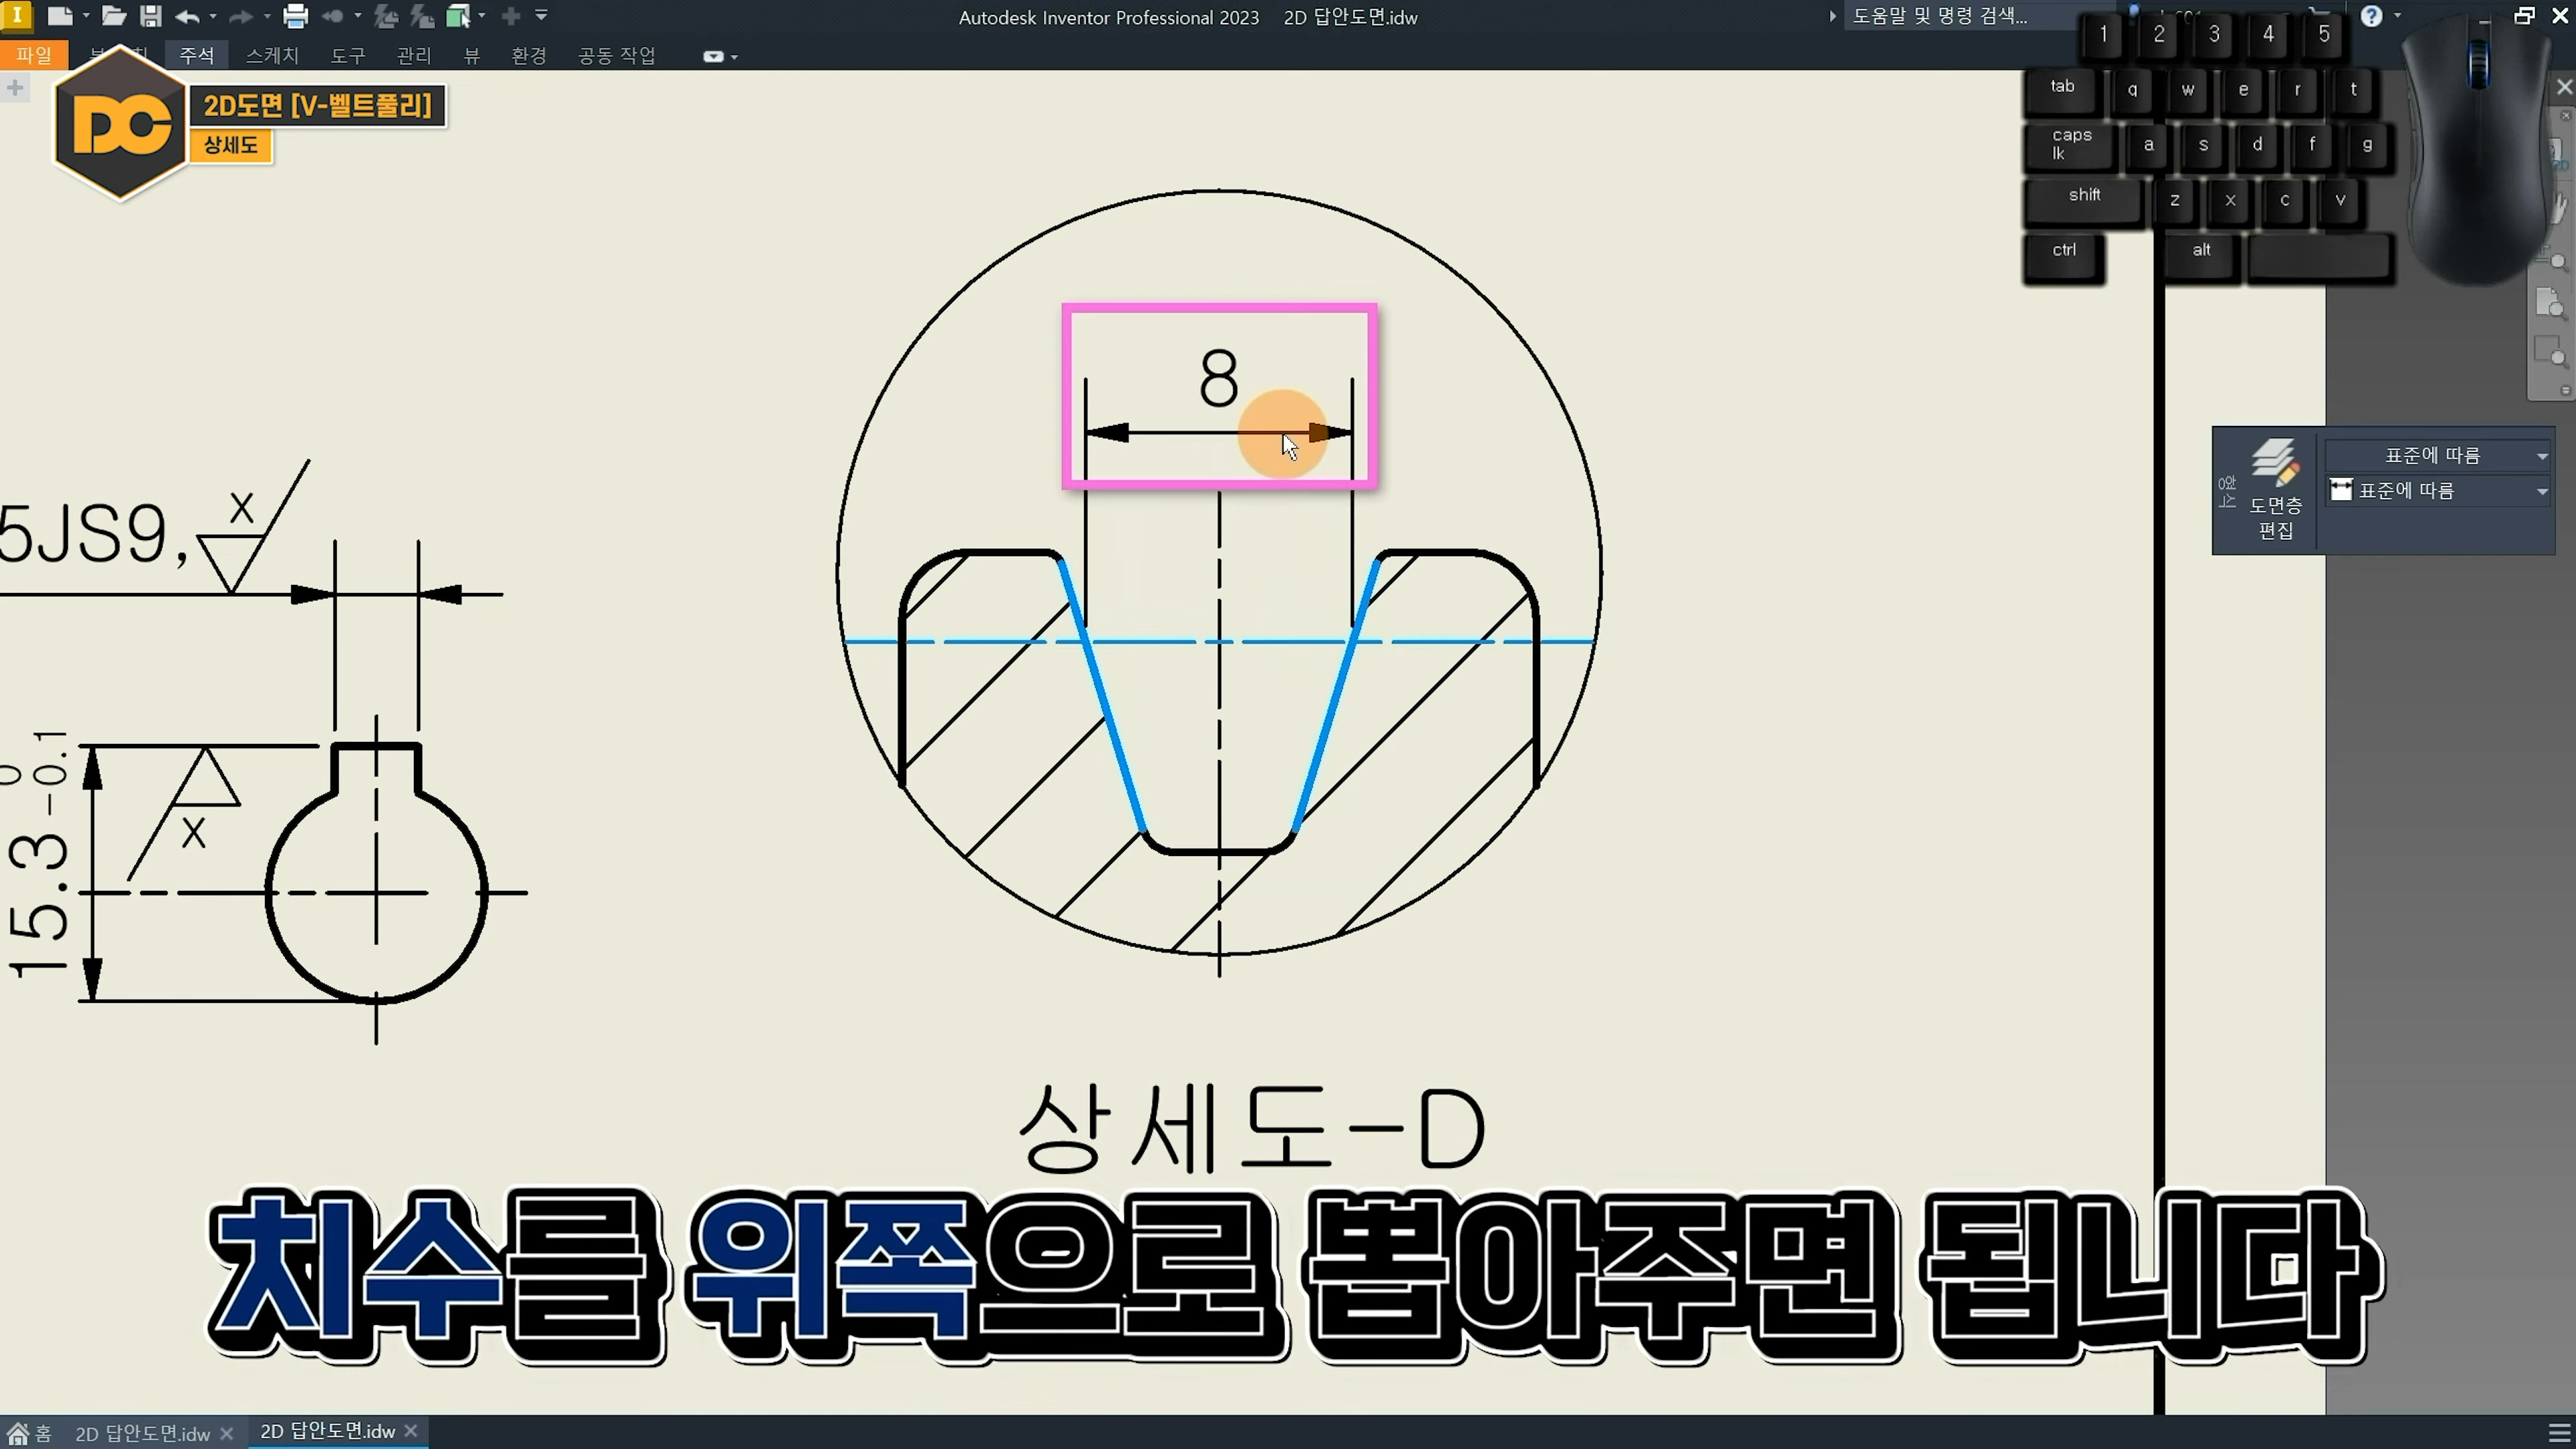 Autodesk Inventor Professional 2023 2D 답안도면.idw
도움말 및 명령 검색...
파일
주석 스케치 도구 관리 뷰 환경 공동 작업
DC
2D도면 [V-벨트풀리]
상세도
1 2 3 4 5
tab q w e r t
caps lk a s d f g
shift z x c v
ctrl alt
8
표준에 따름
표준에 따름
형식
도면층
편집
5JS9,
x
0
-0.1
15.3
x
상세도-D
치수를 위쪽으로 뽑아주면 됩니다
홈 2D 답안도면.idw 2D 답안도면.idw